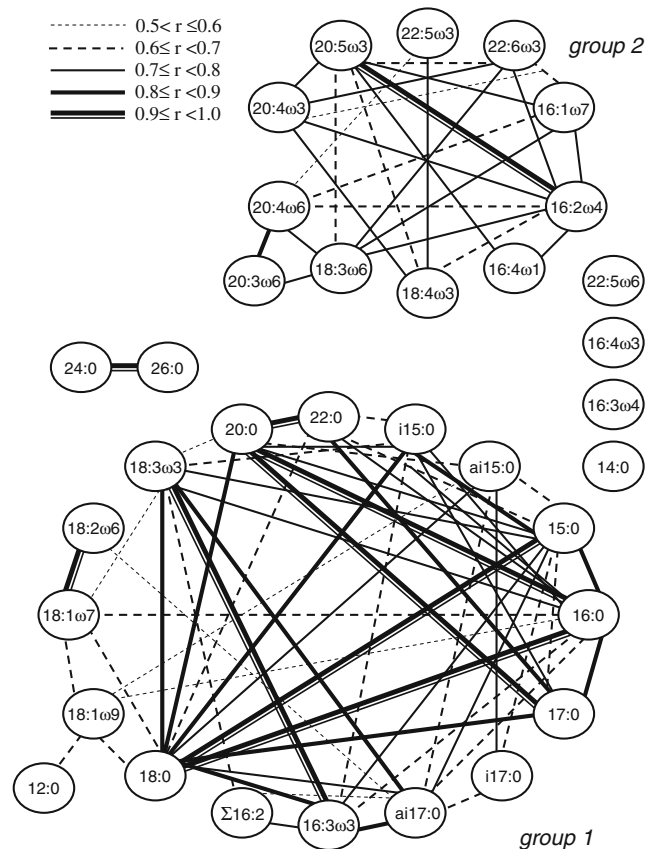 0.5< r ≤0.6
0.6≤ r <0.7
0.7≤ r <0.8
0.8≤ r <0.9
0.9≤ r <1.0
group 2
20:5ω3
22:5ω3
22:6ω3
20:4ω3
16:1ω7
20:4ω6
16:2ω4
20:3ω6
18:3ω6
18:4ω3
16:4ω1
22:5ω6
16:4ω3
16:3ω4
14:0
24:0
26:0
20:0
22:0
i15:0
18:3ω3
ai15:0
18:2ω6
15:0
18:1ω7
16:0
18:1ω9
17:0
12:0
18:0
i17:0
Σ16:2
16:3ω3
ai17:0
group 1